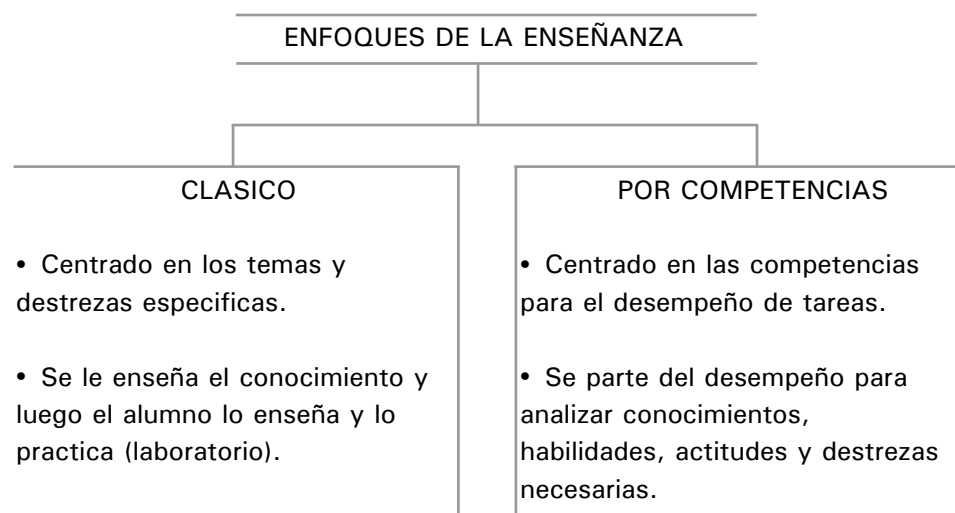 ENFOQUES DE LA ENSEÑANZA
CLASICO
• Centrado en los temas y
destrezas especificas.
• Se le enseña el conocimiento y
luego el alumno lo enseña y lo
practica (laboratorio).
POR COMPETENCIAS
• Centrado en las competencias
para el desempeño de tareas.
• Se parte del desempeño para
analizar conocimientos,
habilidades, actitudes y destrezas
necesarias.